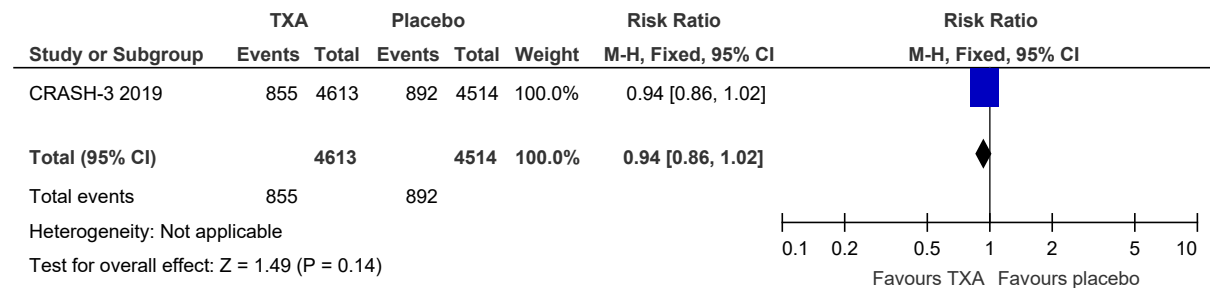 TXA Placebo Risk Ratio Risk Ratio
Study or Subgroup Events Total Events Total Weight M-H, Fixed, 95% CI M-H, Fixed, 95% CI
CRASH-3 2019 855 4613 892 4514 100.0% 0.94 [0.86, 1.02]
Total (95% CI) 4613 4514 100.0% 0.94 [0.86, 1.02]
Total events 855 892
Heterogeneity: Not applicable
Test for overall effect: Z = 1.49 (P = 0.14)
0.1 0.2 0.5 1 2 5 10
Favours TXA Favours placebo